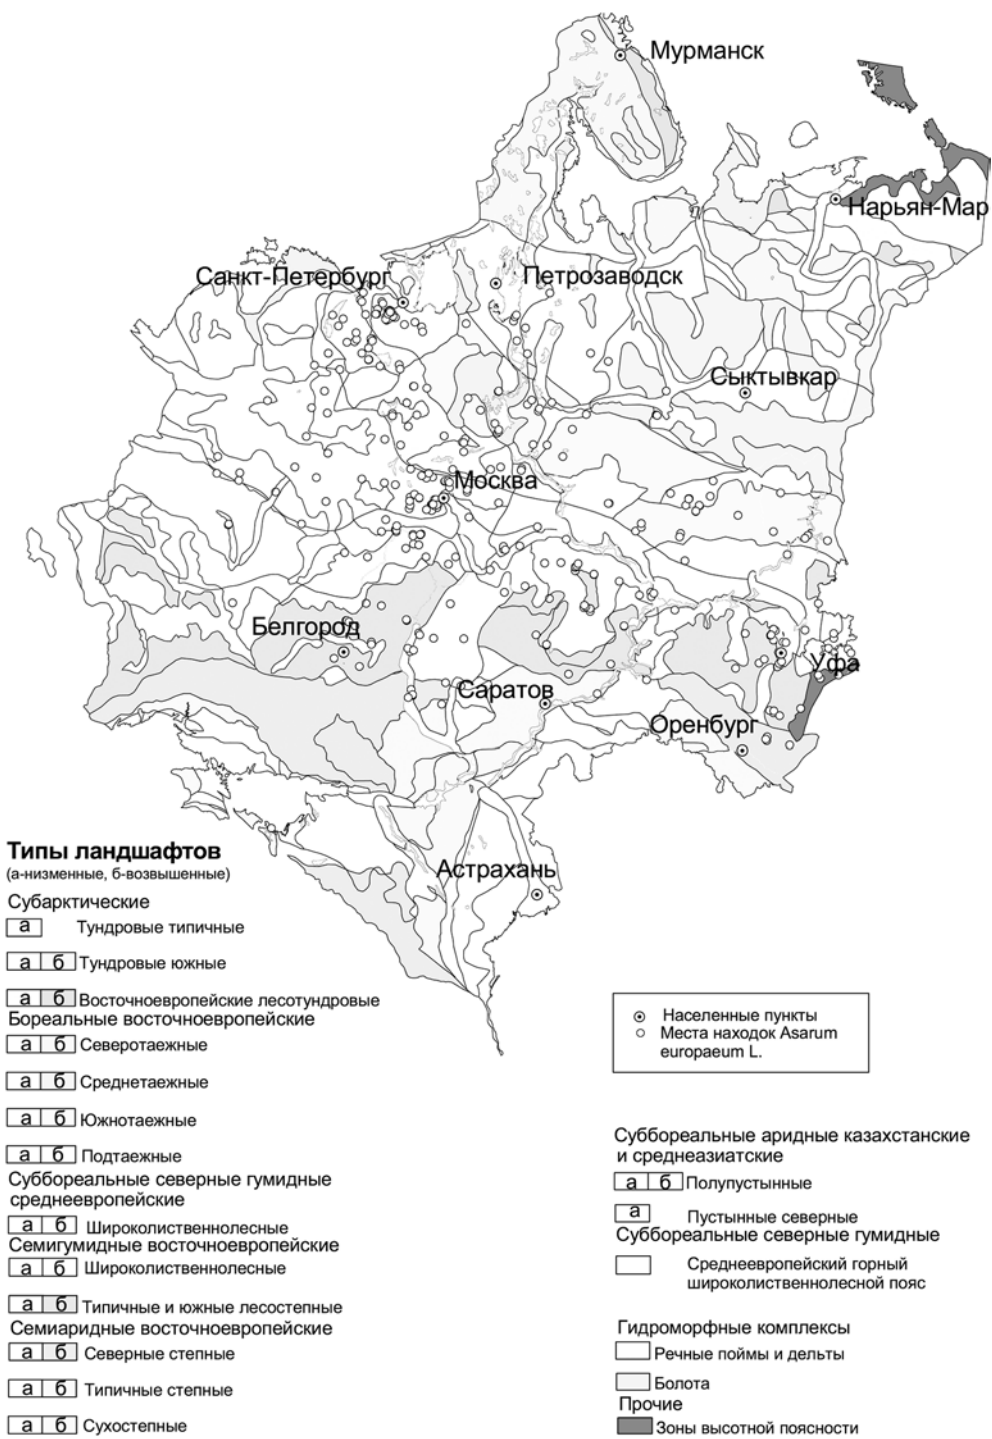 Мурманск
Нарьян-Мар
Санкт-Петербург
Петрозаводск
Сыктывкар
Москва
Белгород
Уфа
Саратов
Оренбург
Астрахань
Типы ландшафтов
(а-низменные, б-возвышенные)
Субарктические
а Тундровые типичные
а б Тундровые южные
а б Восточноевропейские лесотундровые
Бореальные восточноевропейские
а б Северотаежные
а б Среднетаежные
а б Южнотаежные
а б Подтаежные
Суббореальные северные гумидные
среднеевропейские
а б Широколиственнолесные
Семигумидные восточноевропейские
а б Широколиственнолесные
а б Типичные и южные лесостепные
Семиаридные восточноевропейские
а б Северные степные
а б Типичные степные
а б Сухостепные
Населенные пункты
Места находок Asarum
europaeum L.
Суббореальные аридные казахстанские
и среднеазиатские
а б Полупустынные
а Пустынные северные
Суббореальные северные гумидные
Среднеевропейский горный
широколиственнолесной пояс
Гидроморфные комплексы
Речные поймы и дельты
Болота
Прочие
Зоны высотной поясности